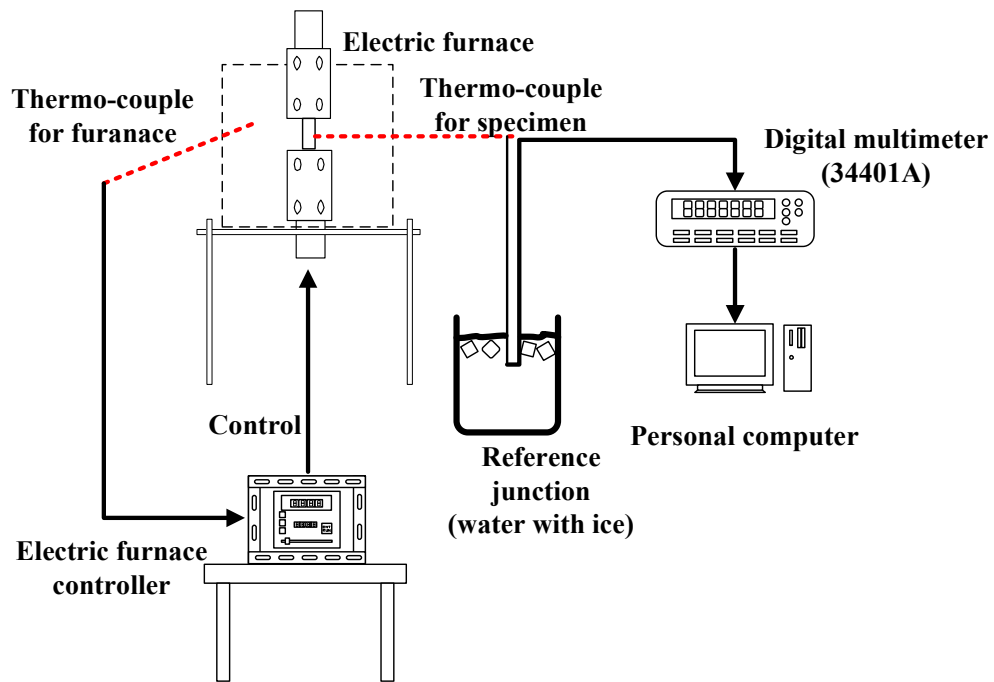 Electric furnace
Thermo-couple
for furanace
Thermo-couple
for specimen
Digital multimeter
(34401A)
Control
Personal computer
Reference
junction
(water with ice)
Electric furnace
controller